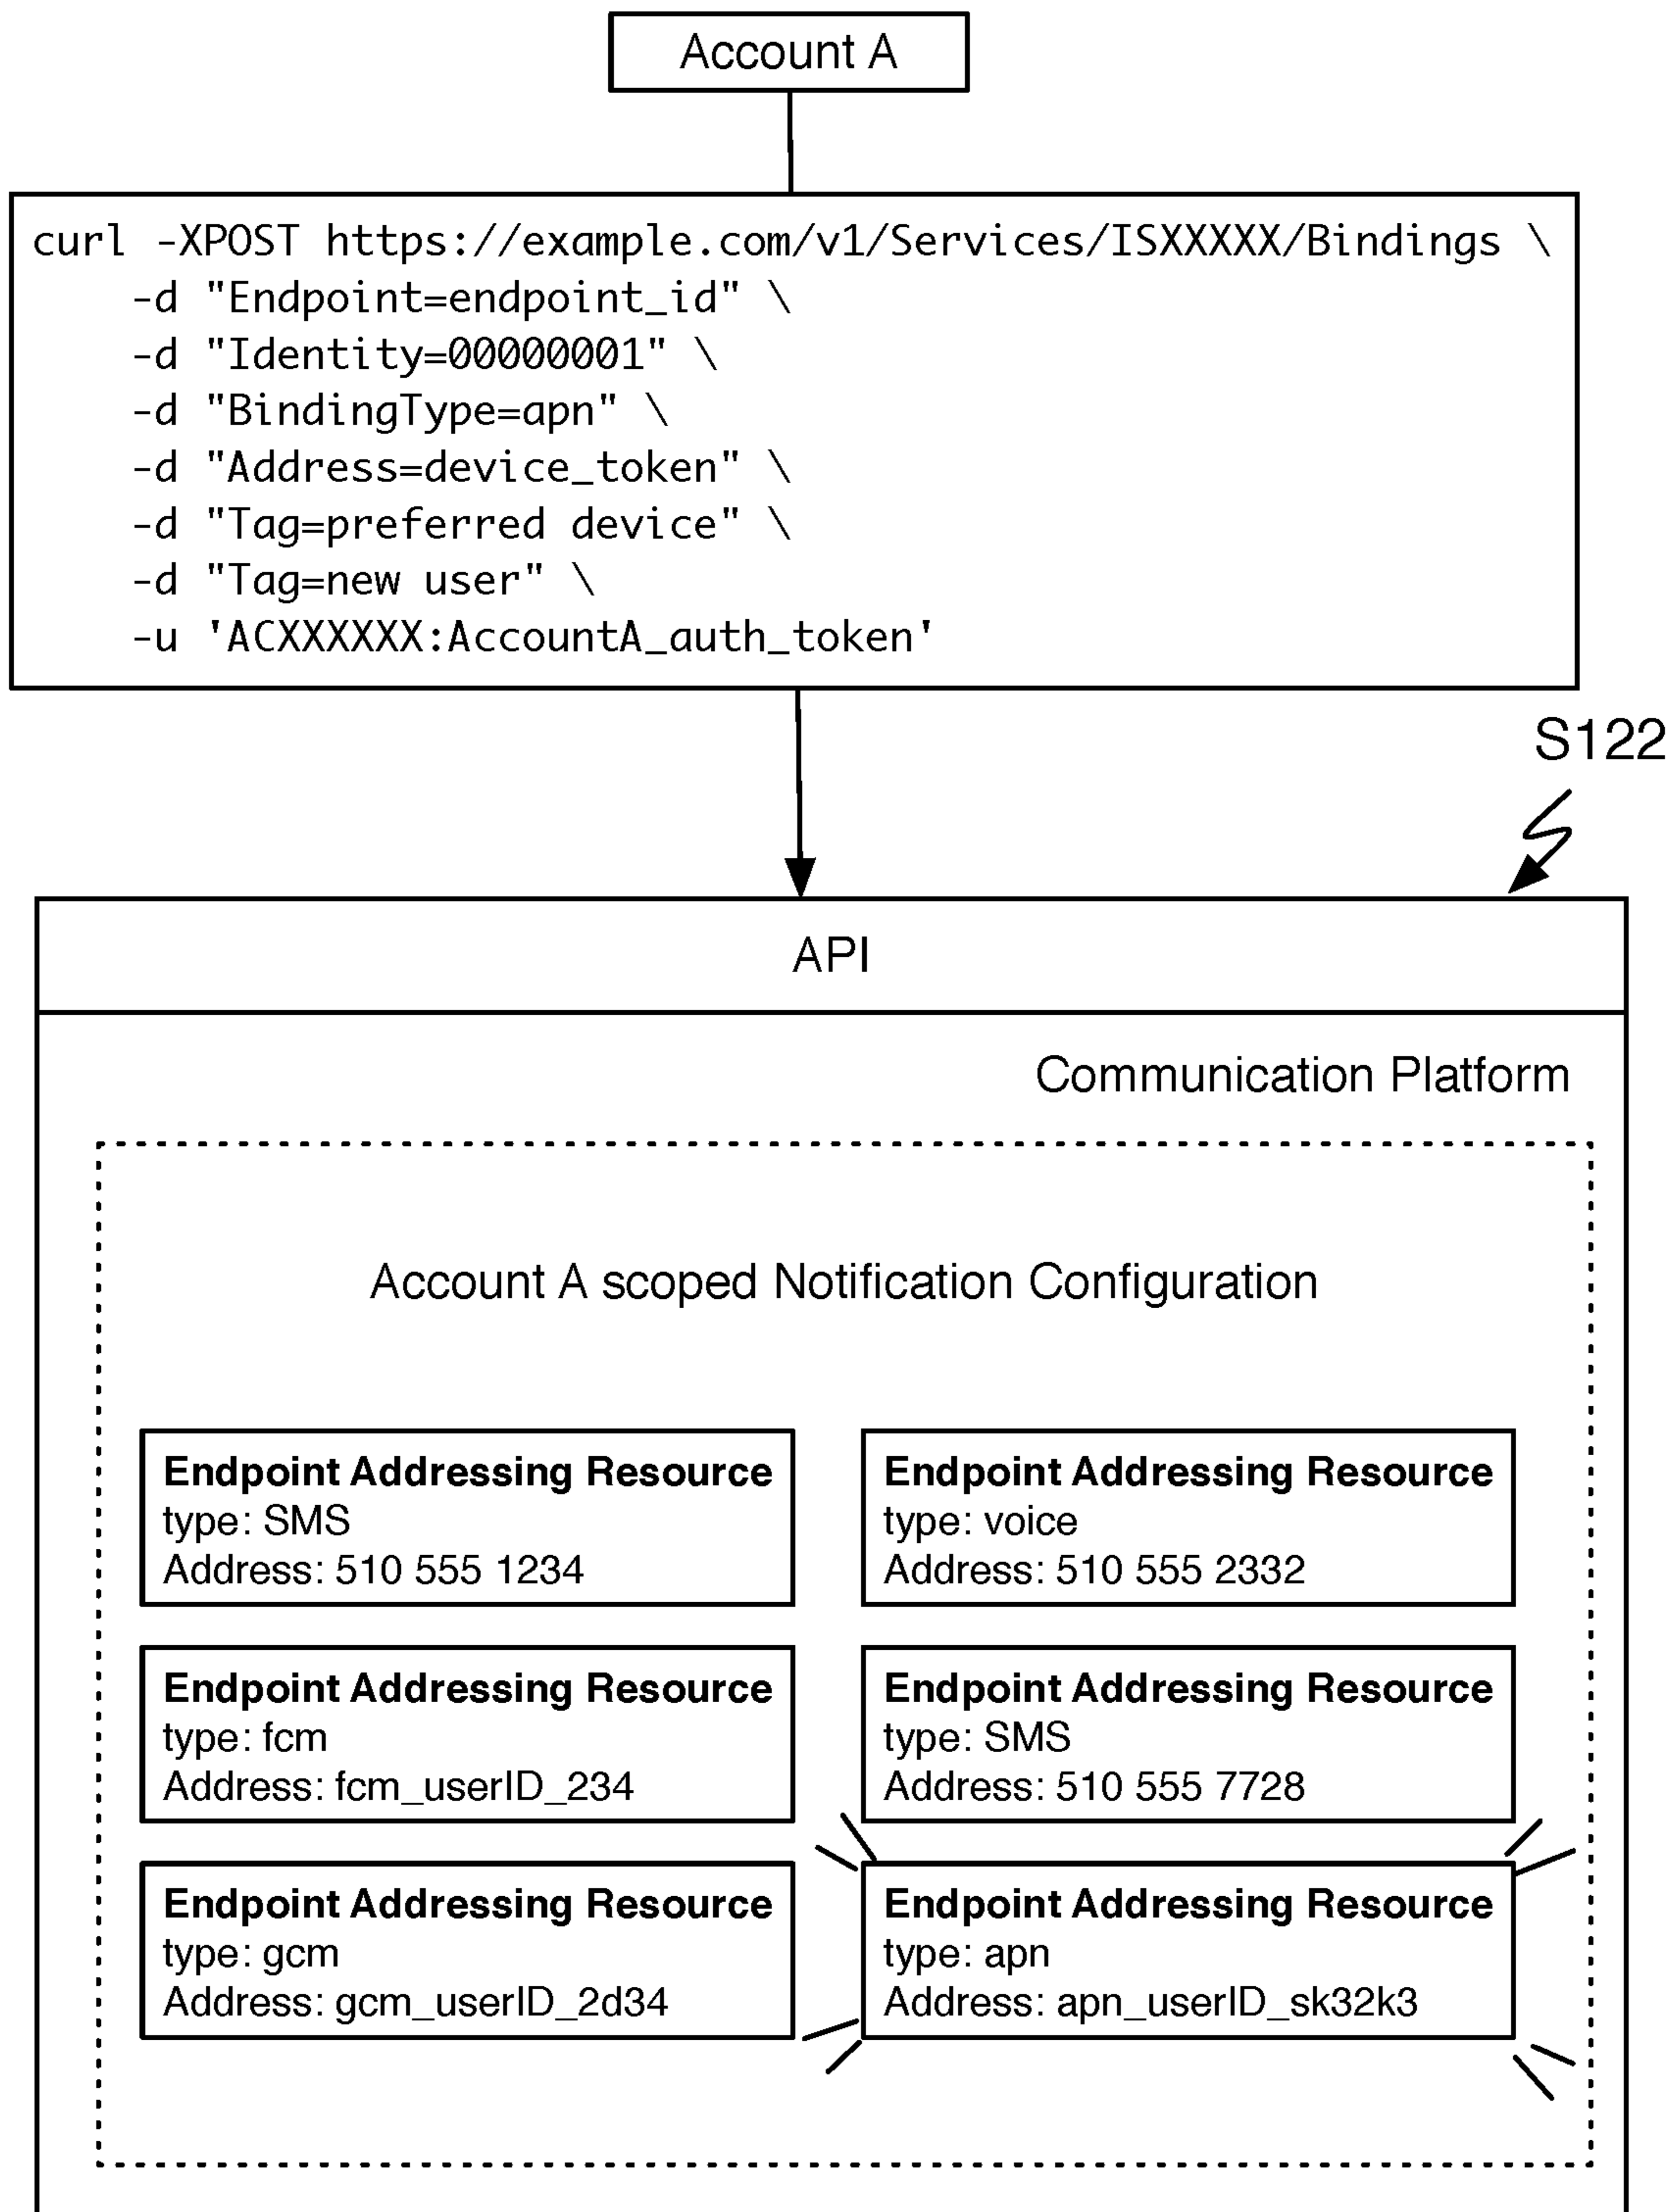 Account A
curl -XPOST https://example.com/v1/Services/ISXXXXX/Bindings \
-d "Endpoint=endpoint_id" \
-d "Identity=00000001" \
-d "BindingType=apn" \
-d "Address=device_token" \
-d "Tag=preferred device" \
-d "Tag=new user" \
-u 'ACXXXXXX:AccountA_auth_token'
S122
API
Communication Platform
Account A scoped Notification Configuration
Endpoint Addressing Resource
type: SMS
Address: 510 555 1234
Endpoint Addressing Resource
type: voice
Address: 510 555 2332
Endpoint Addressing Resource
type: fcm
Address: fcm_userID_234
Endpoint Addressing Resource
type: SMS
Address: 510 555 7728
Endpoint Addressing Resource
type: gcm
Address: gcm_userID_2d34
Endpoint Addressing Resource
type: apn
Address: apn_userID_sk32k3